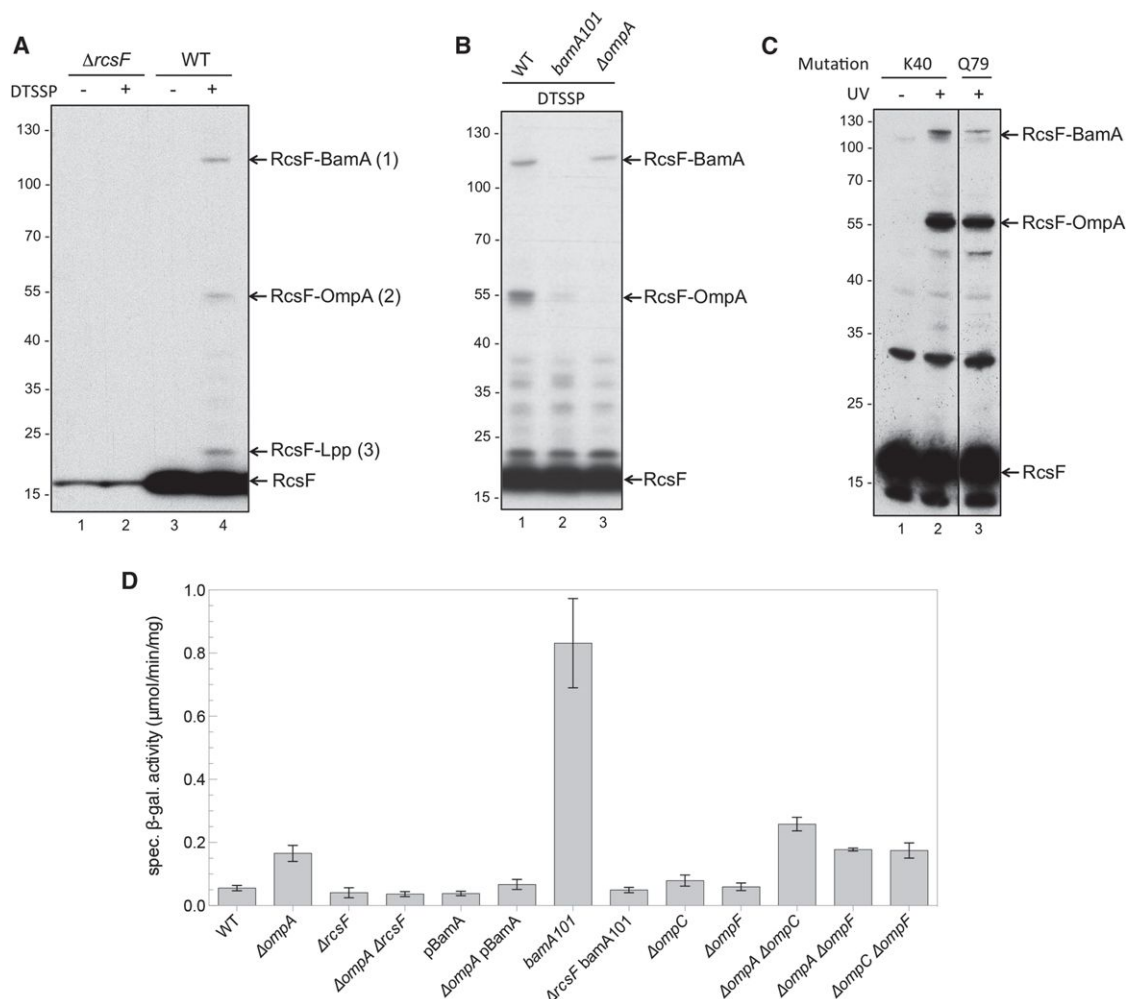 A
ΔrcsF WT
DTSSP - + - +
130
100
70
55
40
35
25
15
RcsF-BamA (1)
RcsF-OmpA (2)
RcsF-Lpp (3)
RcsF
1 2 3 4
B
WT bamA101 ΔompA
DTSSP
130
100
70
55
40
35
25
15
RcsF-BamA
RcsF-OmpA
RcsF
1 2 3
C
Mutation K40 Q79
UV - + +
130
100
70
55
40
35
25
15
RcsF-BamA
RcsF-OmpA
RcsF
1 2 3
D
spec. β-gal. activity (µmol/min/mg)
1.0
0.8
0.6
0.4
0.2
0.0
WT
ΔompA
ΔrcsF
ΔompA ΔrcsF
pBamA
ΔompA pBamA
bamA101
ΔrcsF bamA101
ΔompC
ΔompF
ΔompA ΔompC
ΔompA ΔompF
ΔompC ΔompF